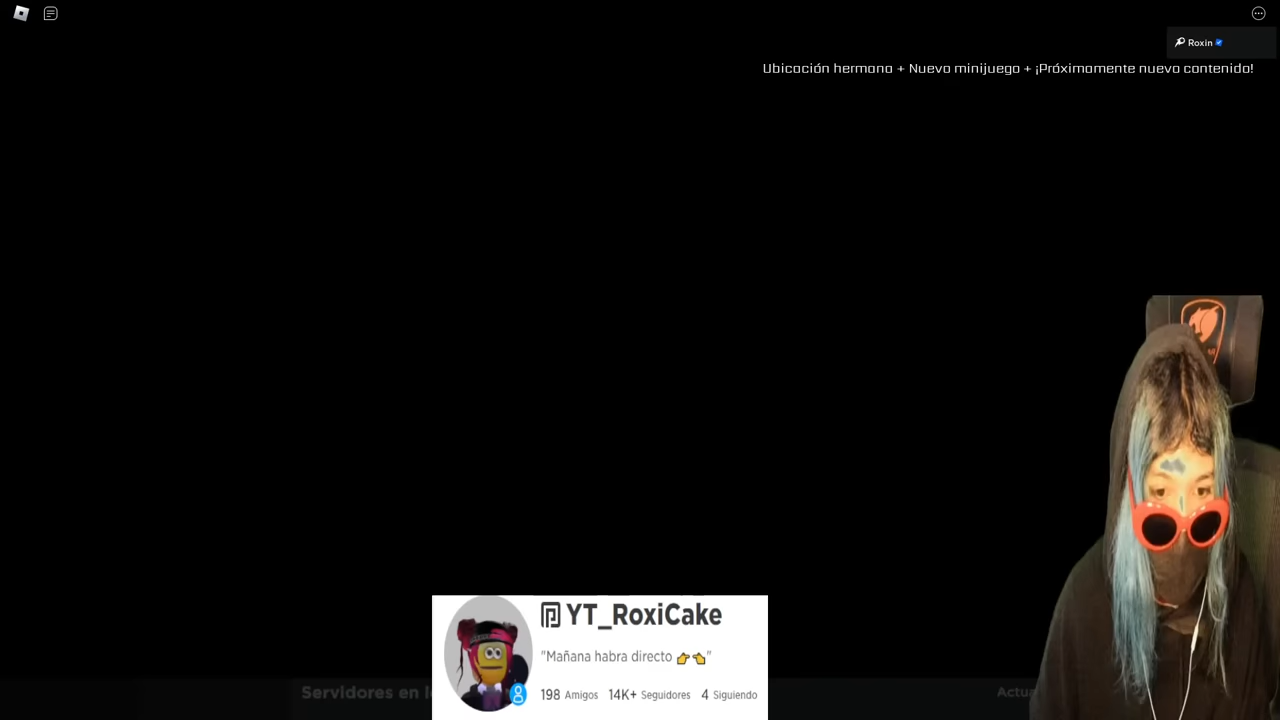 Roxin
Ubicación hermana + Nuevo minijuego + ¡Próximamente nuevo contenido!
YT_RoxiCake
"Mañana habra directo 👉👈"
198 Amigos 14K+ Seguidores 4 Siguiendo
Servidores en